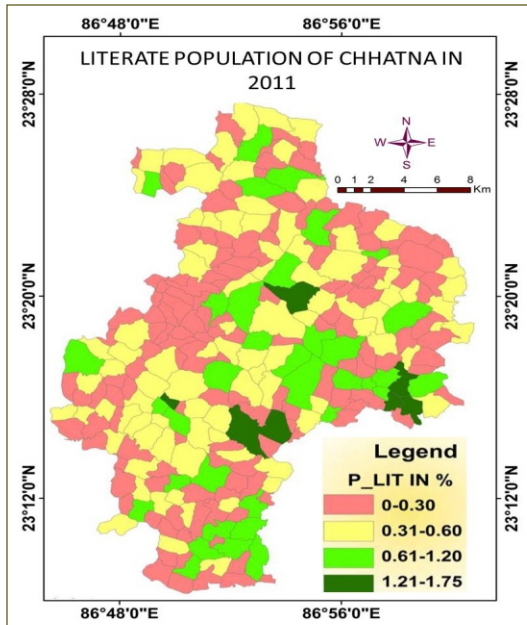 86°48'0"E 86°56'0"E
LITERATE POPULATION OF CHHATNA IN
2011
23°28'0"N
23°28'0"N
N
W E
S
0 1 2 4 6 8
Km
23°20'0"N
23°20'0"N
Legend
P_LIT IN %
0-0.30
0.31-0.60
0.61-1.20
1.21-1.75
23°12'0"N
23°12'0"N
86°48'0"E 86°56'0"E